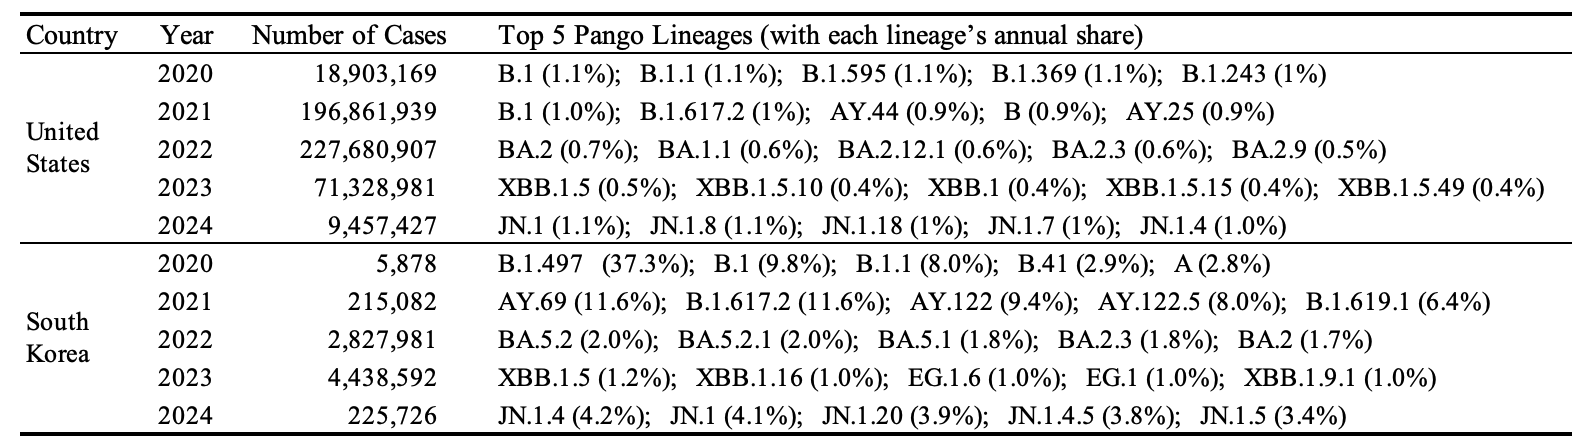 Country Year Number of Cases Top 5 Pango Lineages (with each lineage’s annual share)
United States
2020 18,903,169 B.1 (1.1%); B.1.1 (1.1%); B.1.595 (1.1%); B.1.369 (1.1%); B.1.243 (1%)
2021 196,861,939 B.1 (1.0%); B.1.617.2 (1%); AY.44 (0.9%); B (0.9%); AY.25 (0.9%)
2022 227,680,907 BA.2 (0.7%); BA.1.1 (0.6%); BA.2.12.1 (0.6%); BA.2.3 (0.6%); BA.2.9 (0.5%)
2023 71,328,981 XBB.1.5 (0.5%); XBB.1.5.10 (0.4%); XBB.1 (0.4%); XBB.1.5.15 (0.4%); XBB.1.5.49 (0.4%)
2024 9,457,427 JN.1 (1.1%); JN.1.8 (1.1%); JN.1.18 (1%); JN.1.7 (1%); JN.1.4 (1.0%)
South Korea
2020 5,878 B.1.497 (37.3%); B.1 (9.8%); B.1.1 (8.0%); B.41 (2.9%); A (2.8%)
2021 215,082 AY.69 (11.6%); B.1.617.2 (11.6%); AY.122 (9.4%); AY.122.5 (8.0%); B.1.619.1 (6.4%)
2022 2,827,981 BA.5.2 (2.0%); BA.5.2.1 (2.0%); BA.5.1 (1.8%); BA.2.3 (1.8%); BA.2 (1.7%)
2023 4,438,592 XBB.1.5 (1.2%); XBB.1.16 (1.0%); EG.1.6 (1.0%); EG.1 (1.0%); XBB.1.9.1 (1.0%)
2024 225,726 JN.1.4 (4.2%); JN.1 (4.1%); JN.1.20 (3.9%); JN.1.4.5 (3.8%); JN.1.5 (3.4%)